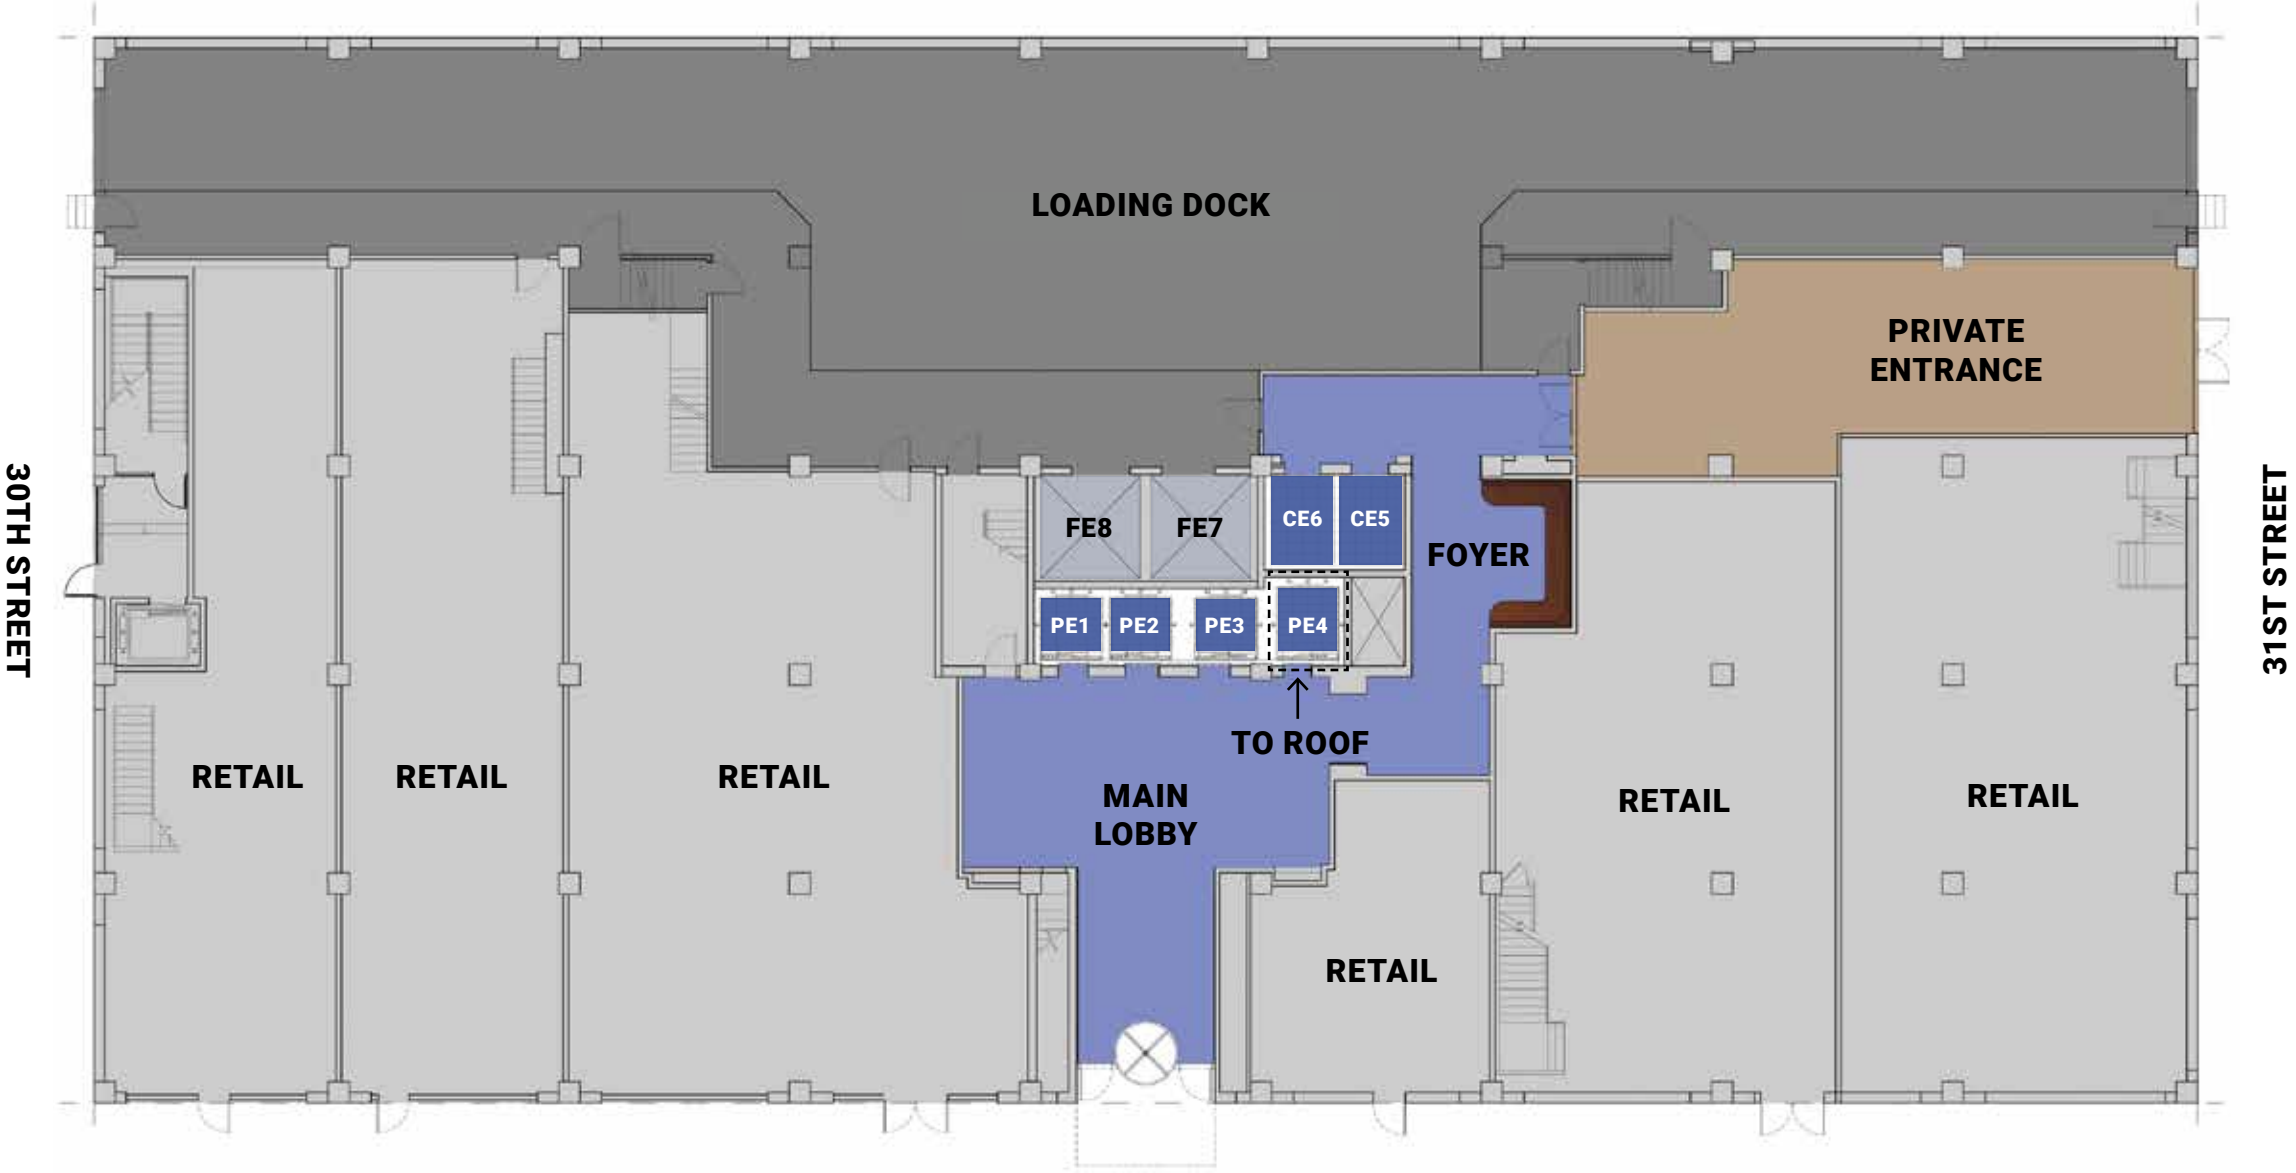 LOADING DOCK
PRIVATE
ENTRANCE
30TH STREET
31ST STREET
FE8
FE7
CE6
CE5
FOYER
PE1
PE2
PE3
PE4
TO ROOF
RETAIL
RETAIL
RETAIL
MAIN
LOBBY
RETAIL
RETAIL
RETAIL